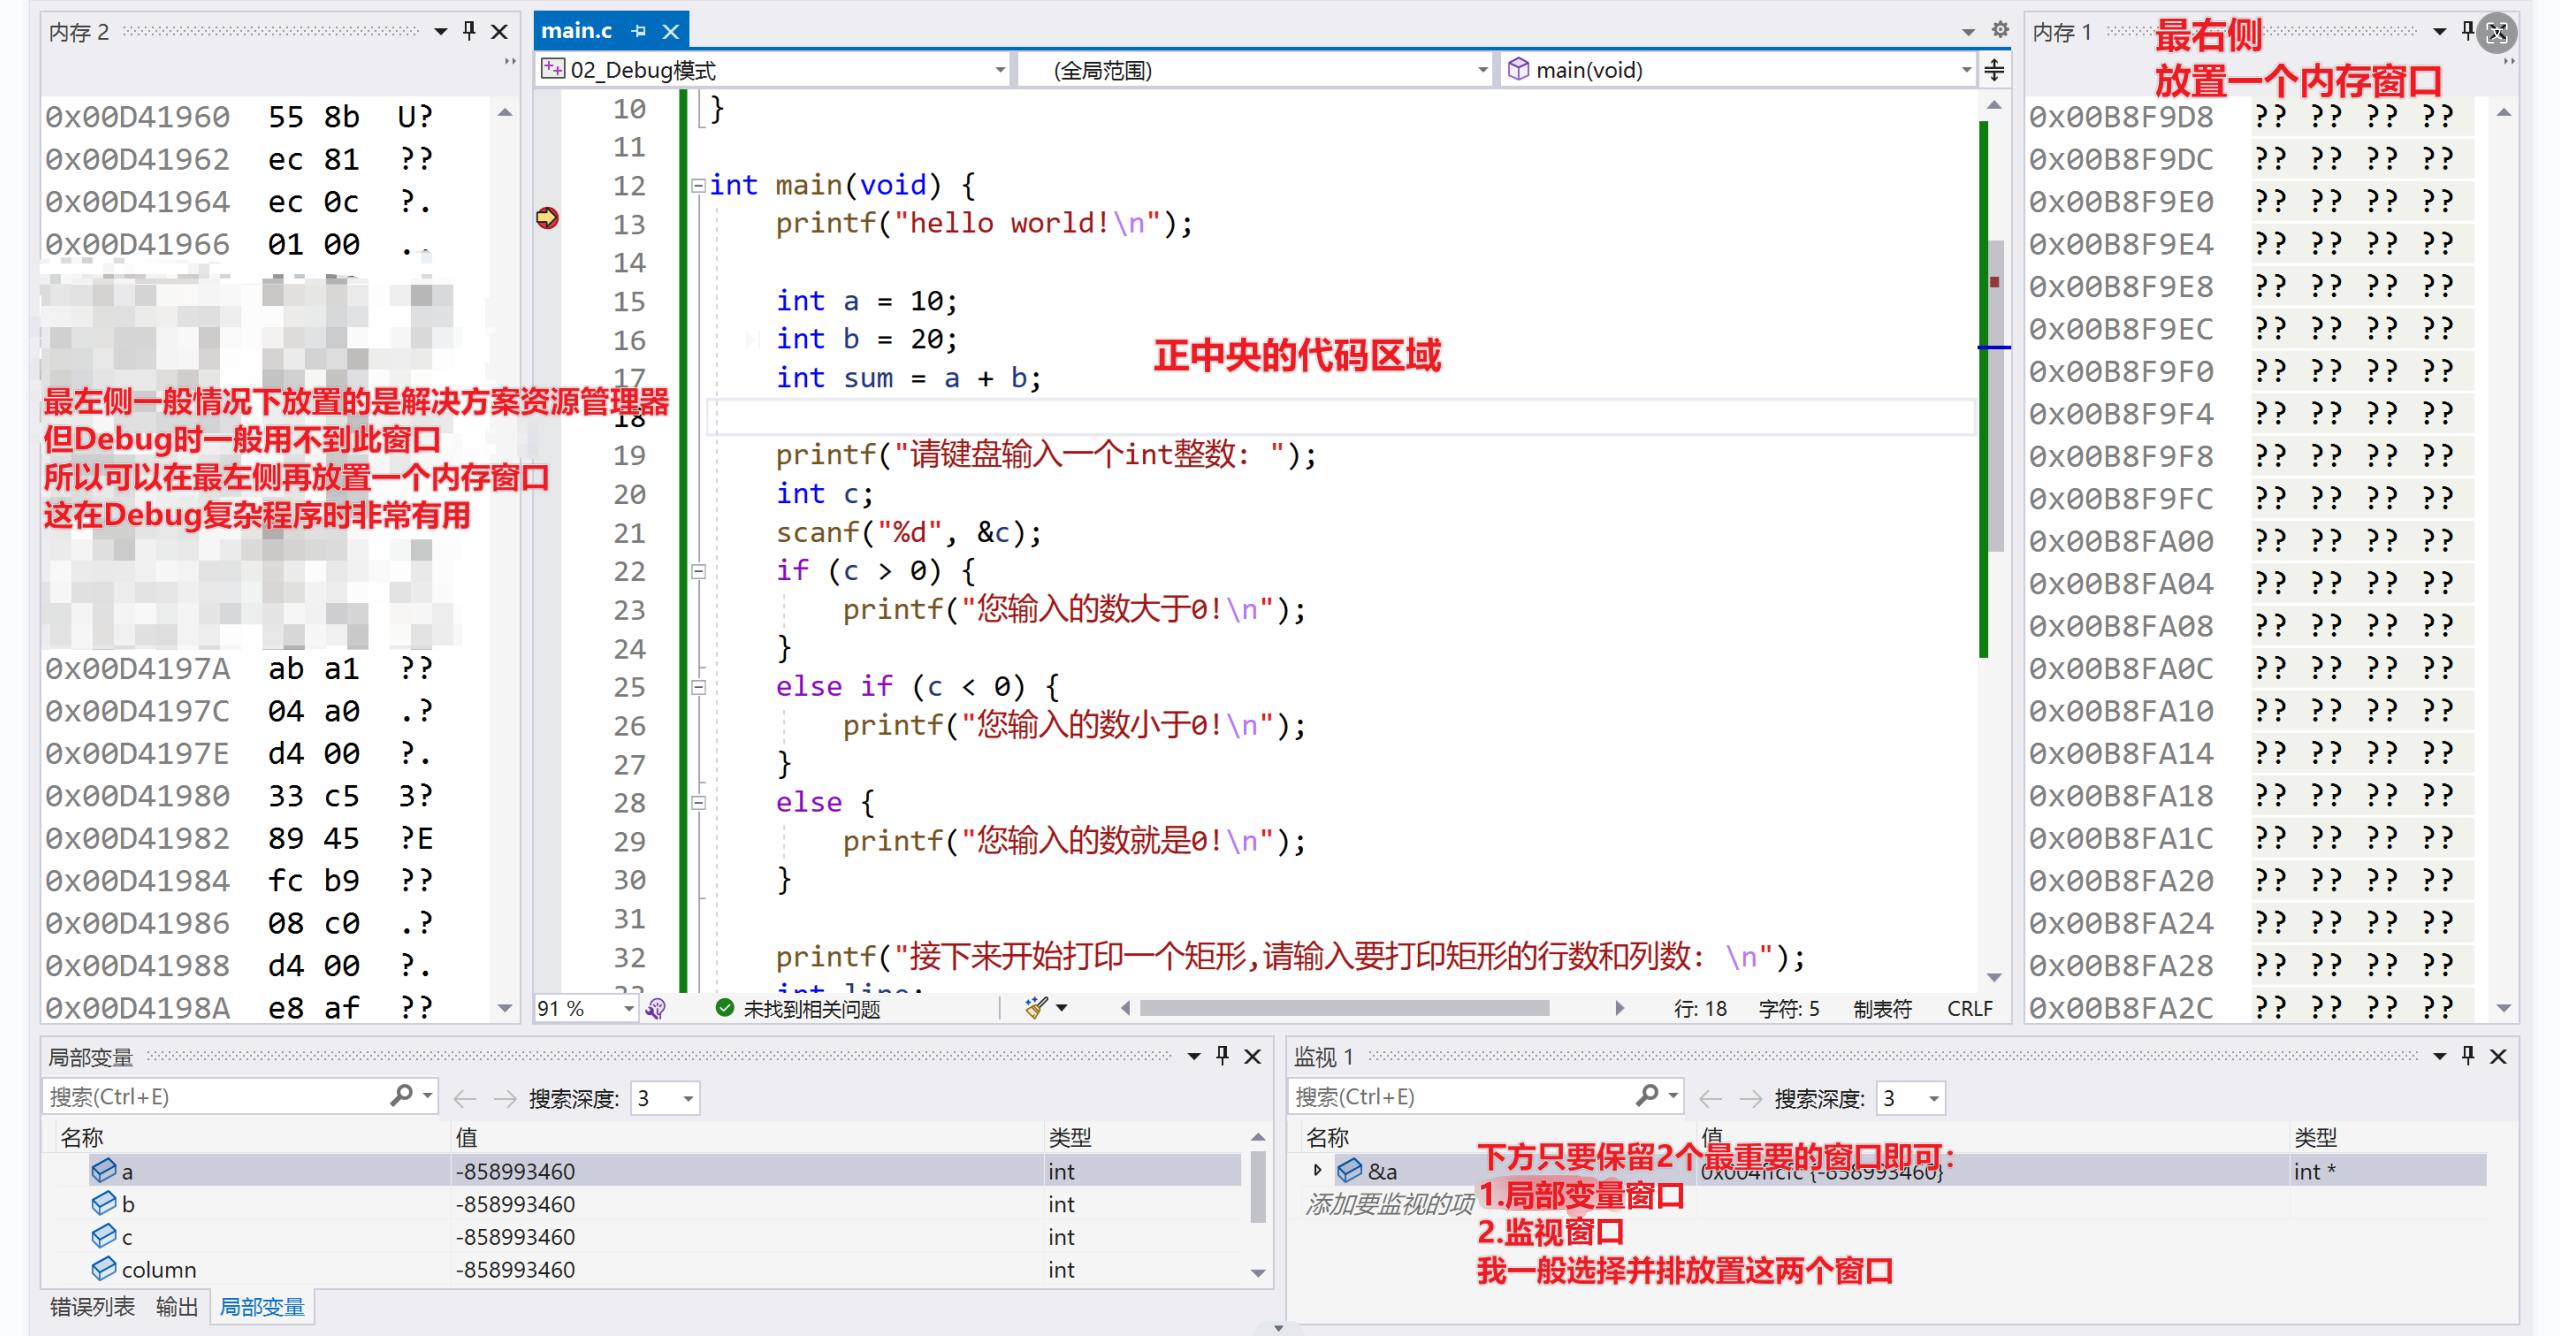 内存 2
0x00D41960 55 8b U?
0x00D41962 ec 81 ??
0x00D41964 ec 0c ?.
0x00D41966 01 00 ..
最左侧一般情况下放置的是解决方案资源管理器
但Debug时一般用不到此窗口
所以可以在最左侧再放置一个内存窗口
这在Debug复杂程序时非常有用
0x00D4197A ab a1 ??
0x00D4197C 04 a0 .?
0x00D4197E d4 00 ?.
0x00D41980 33 c5 3?
0x00D41982 89 45 ?E
0x00D41984 fc b9 ??
0x00D41986 08 c0 .?
0x00D41988 d4 00 ?.
0x00D4198A e8 af ??
main.c
02_Debug模式
(全局范围)
main(void)
10 }
11
12 int main(void) {
13 printf("hello world!\n");
14
15 int a = 10;
16 int b = 20;
17 int sum = a + b;
18
19 printf("请键盘输入一个int整数: ");
20 int c;
21 scanf("%d", &c);
22 if (c > 0) {
23 printf("您输入的数大于0!\n");
24 }
25 else if (c < 0) {
26 printf("您输入的数小于0!\n");
27 }
28 else {
29 printf("您输入的数就是0!\n");
30 }
31
32 printf("接下来开始打印一个矩形,请输入要打印矩形的行数和列数: \n");
正中央的代码区域
91 %
未找到相关问题
行: 18 字符: 5 制表符 CRLF
内存 1
最右侧
放置一个内存窗口
0x00B8F9D8 ?? ?? ?? ??
0x00B8F9DC ?? ?? ?? ??
0x00B8F9E0 ?? ?? ?? ??
0x00B8F9E4 ?? ?? ?? ??
0x00B8F9E8 ?? ?? ?? ??
0x00B8F9EC ?? ?? ?? ??
0x00B8F9F0 ?? ?? ?? ??
0x00B8F9F4 ?? ?? ?? ??
0x00B8F9F8 ?? ?? ?? ??
0x00B8F9FC ?? ?? ?? ??
0x00B8FA00 ?? ?? ?? ??
0x00B8FA04 ?? ?? ?? ??
0x00B8FA08 ?? ?? ?? ??
0x00B8FA0C ?? ?? ?? ??
0x00B8FA10 ?? ?? ?? ??
0x00B8FA14 ?? ?? ?? ??
0x00B8FA18 ?? ?? ?? ??
0x00B8FA1C ?? ?? ?? ??
0x00B8FA20 ?? ?? ?? ??
0x00B8FA24 ?? ?? ?? ??
0x00B8FA28 ?? ?? ?? ??
0x00B8FA2C ?? ?? ?? ??
局部变量
搜索(Ctrl+E)
搜索深度: 3
名称 值 类型
a -858993460 int
b -858993460 int
c -858993460 int
column -858993460 int
错误列表 输出 局部变量
监视 1
搜索(Ctrl+E)
搜索深度: 3
名称 值 类型
&a {-858993460} int *
添加要监视的项
下方只要保留2个最重要的窗口即可:
1.局部变量窗口
2.监视窗口
我一般选择并排放置这两个窗口